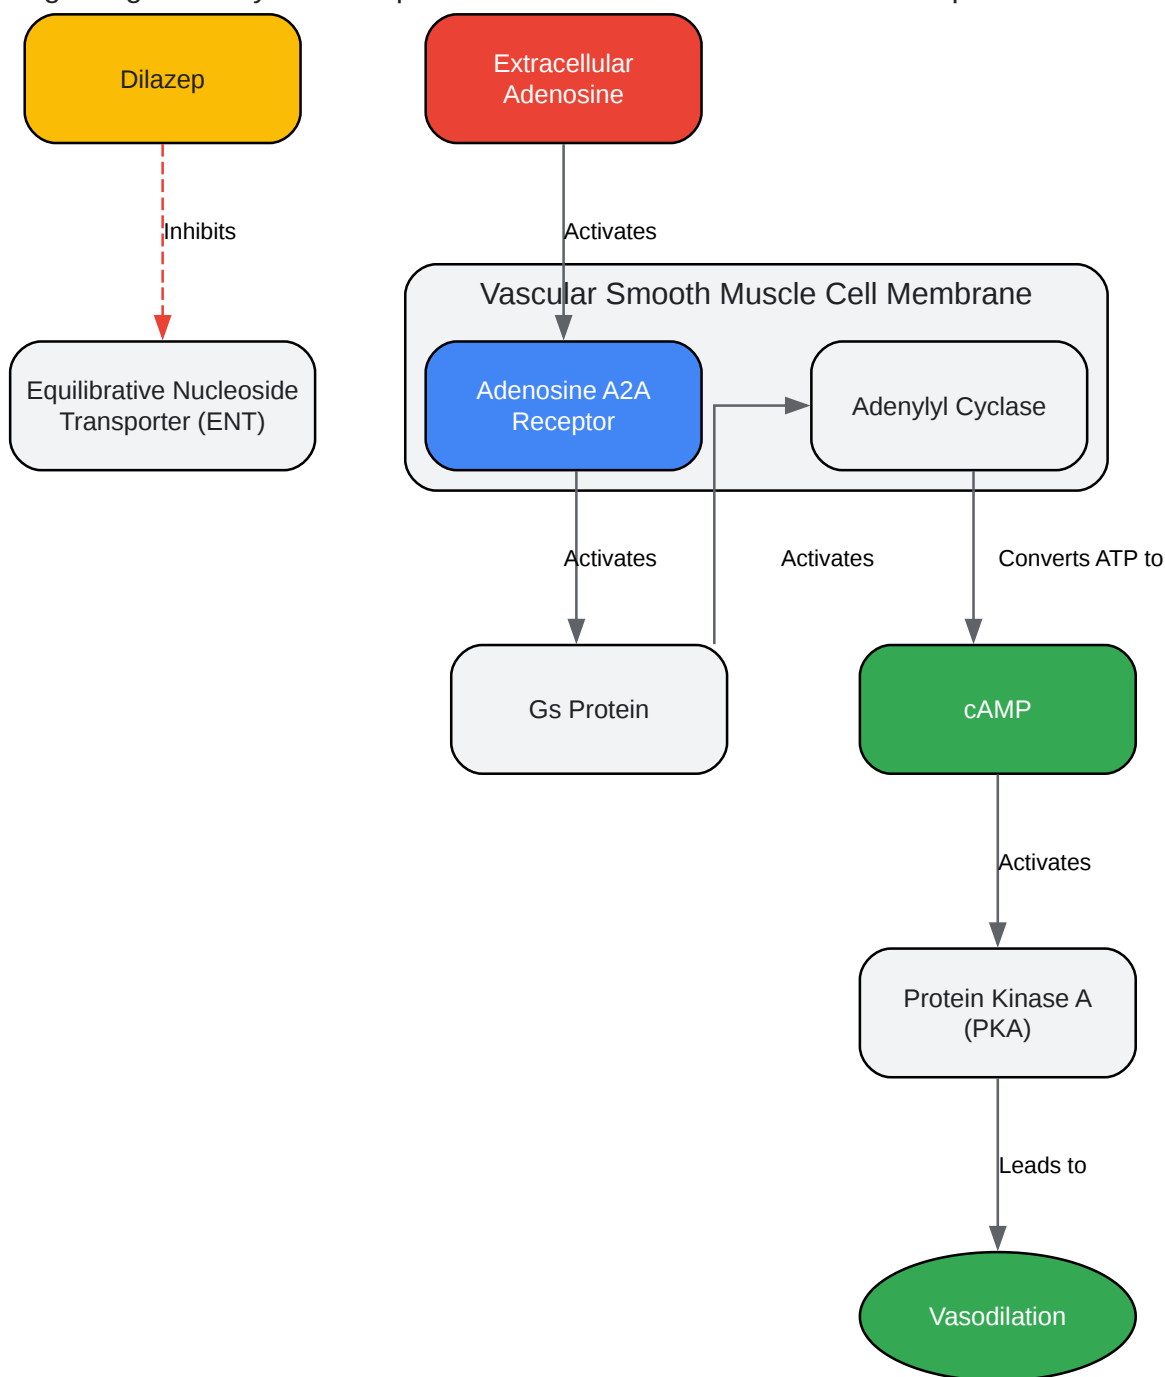 Dilazep
Extracellular
Adenosine
Inhibits
Activates
Vascular Smooth Muscle Cell Membrane
Equilibrative Nucleoside
Transporter (ENT)
Adenosine A2A
Receptor
Adenylyl Cyclase
Activates
Activates
Converts ATP to
Gs Protein
cAMP
Activates
Protein Kinase A
(PKA)
Leads to
Vasodilation